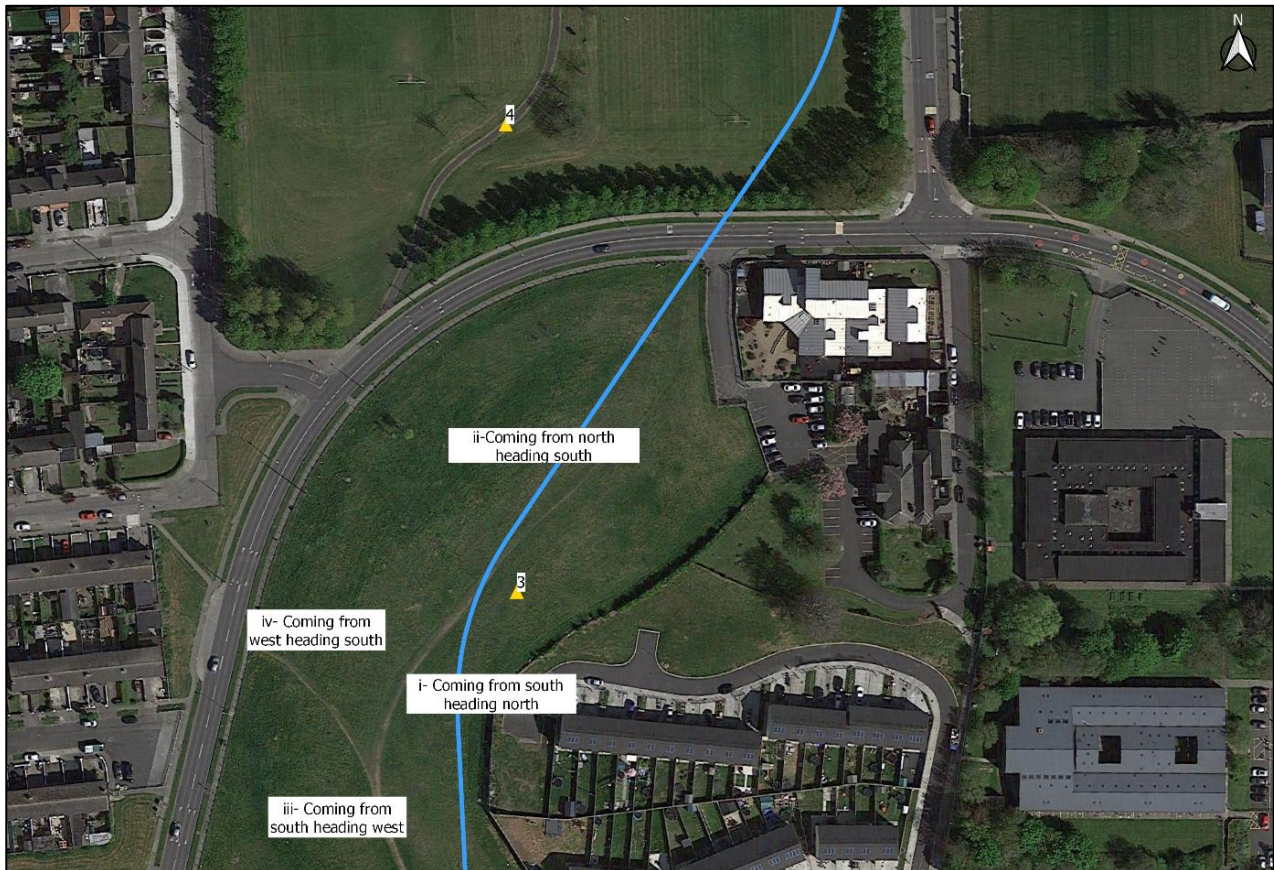 N
4
ii-Coming from north
heading south
3
iv- Coming from
west heading south
i- Coming from south
heading north
iii- Coming from
south heading west